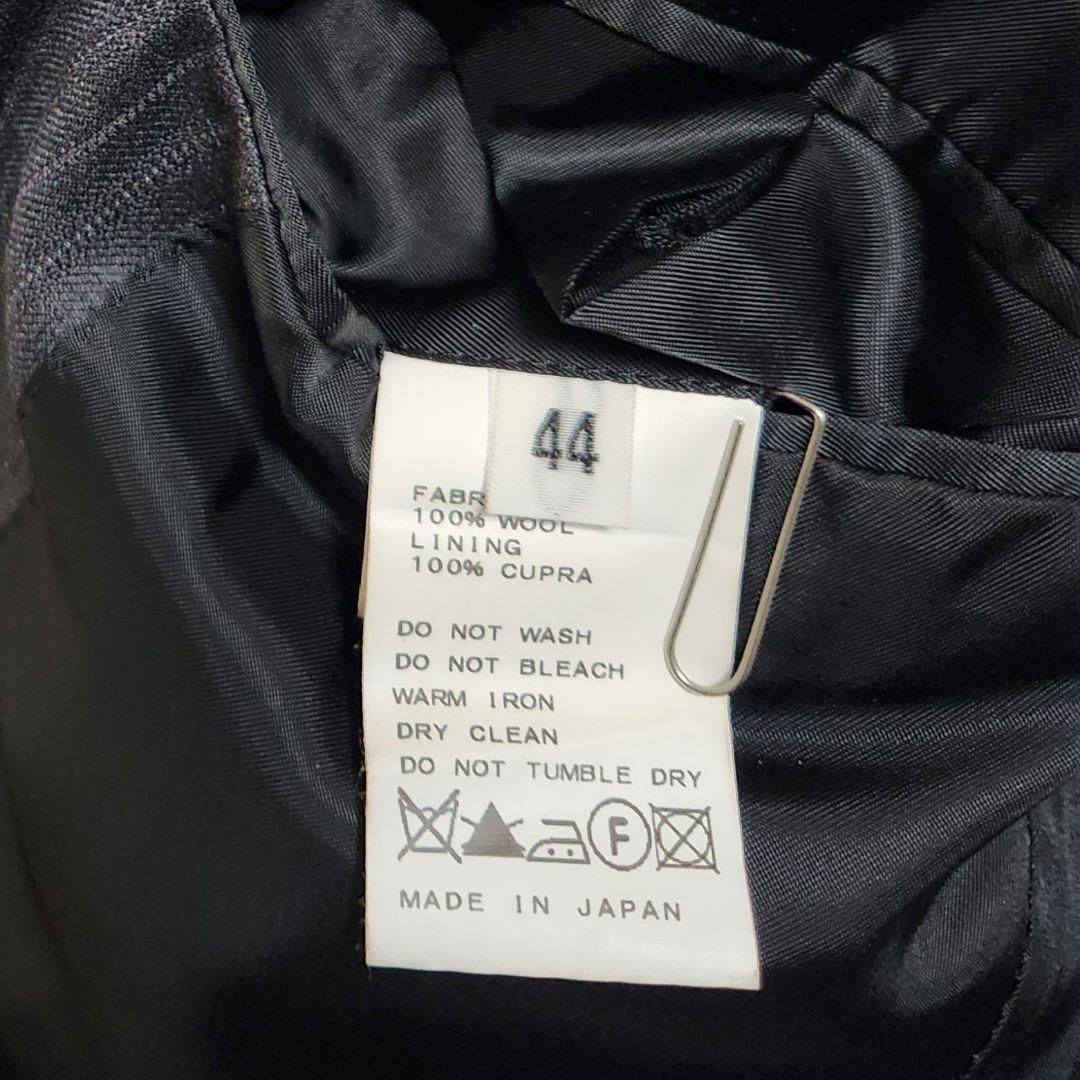 44
FABR
100% WOOL
LINING
100% CUPRA
DO NOT WASH
DO NOT BLEACH
WARM IRON
DRY CLEAN
DO NOT TUMBLE DRY
F
MADE IN JAPAN